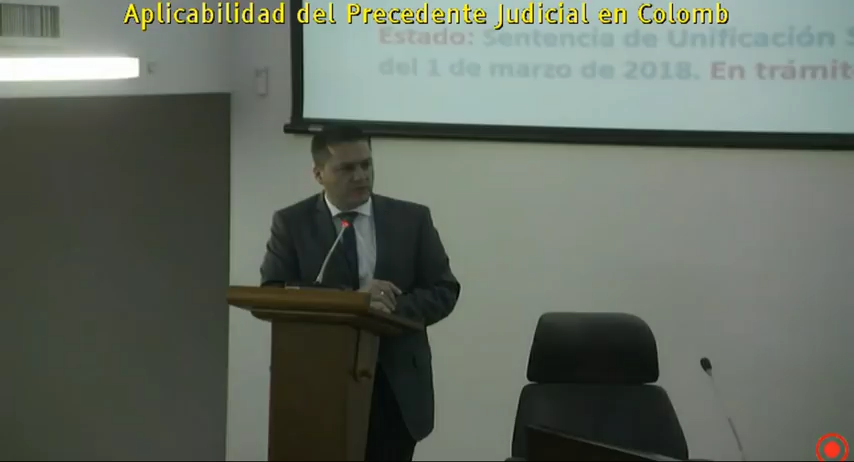 Aplicabilidad del Precedente Judicial en Colomb
Estado: Sentencia de Unificación S
del 1 de marzo de 2018. En trámit